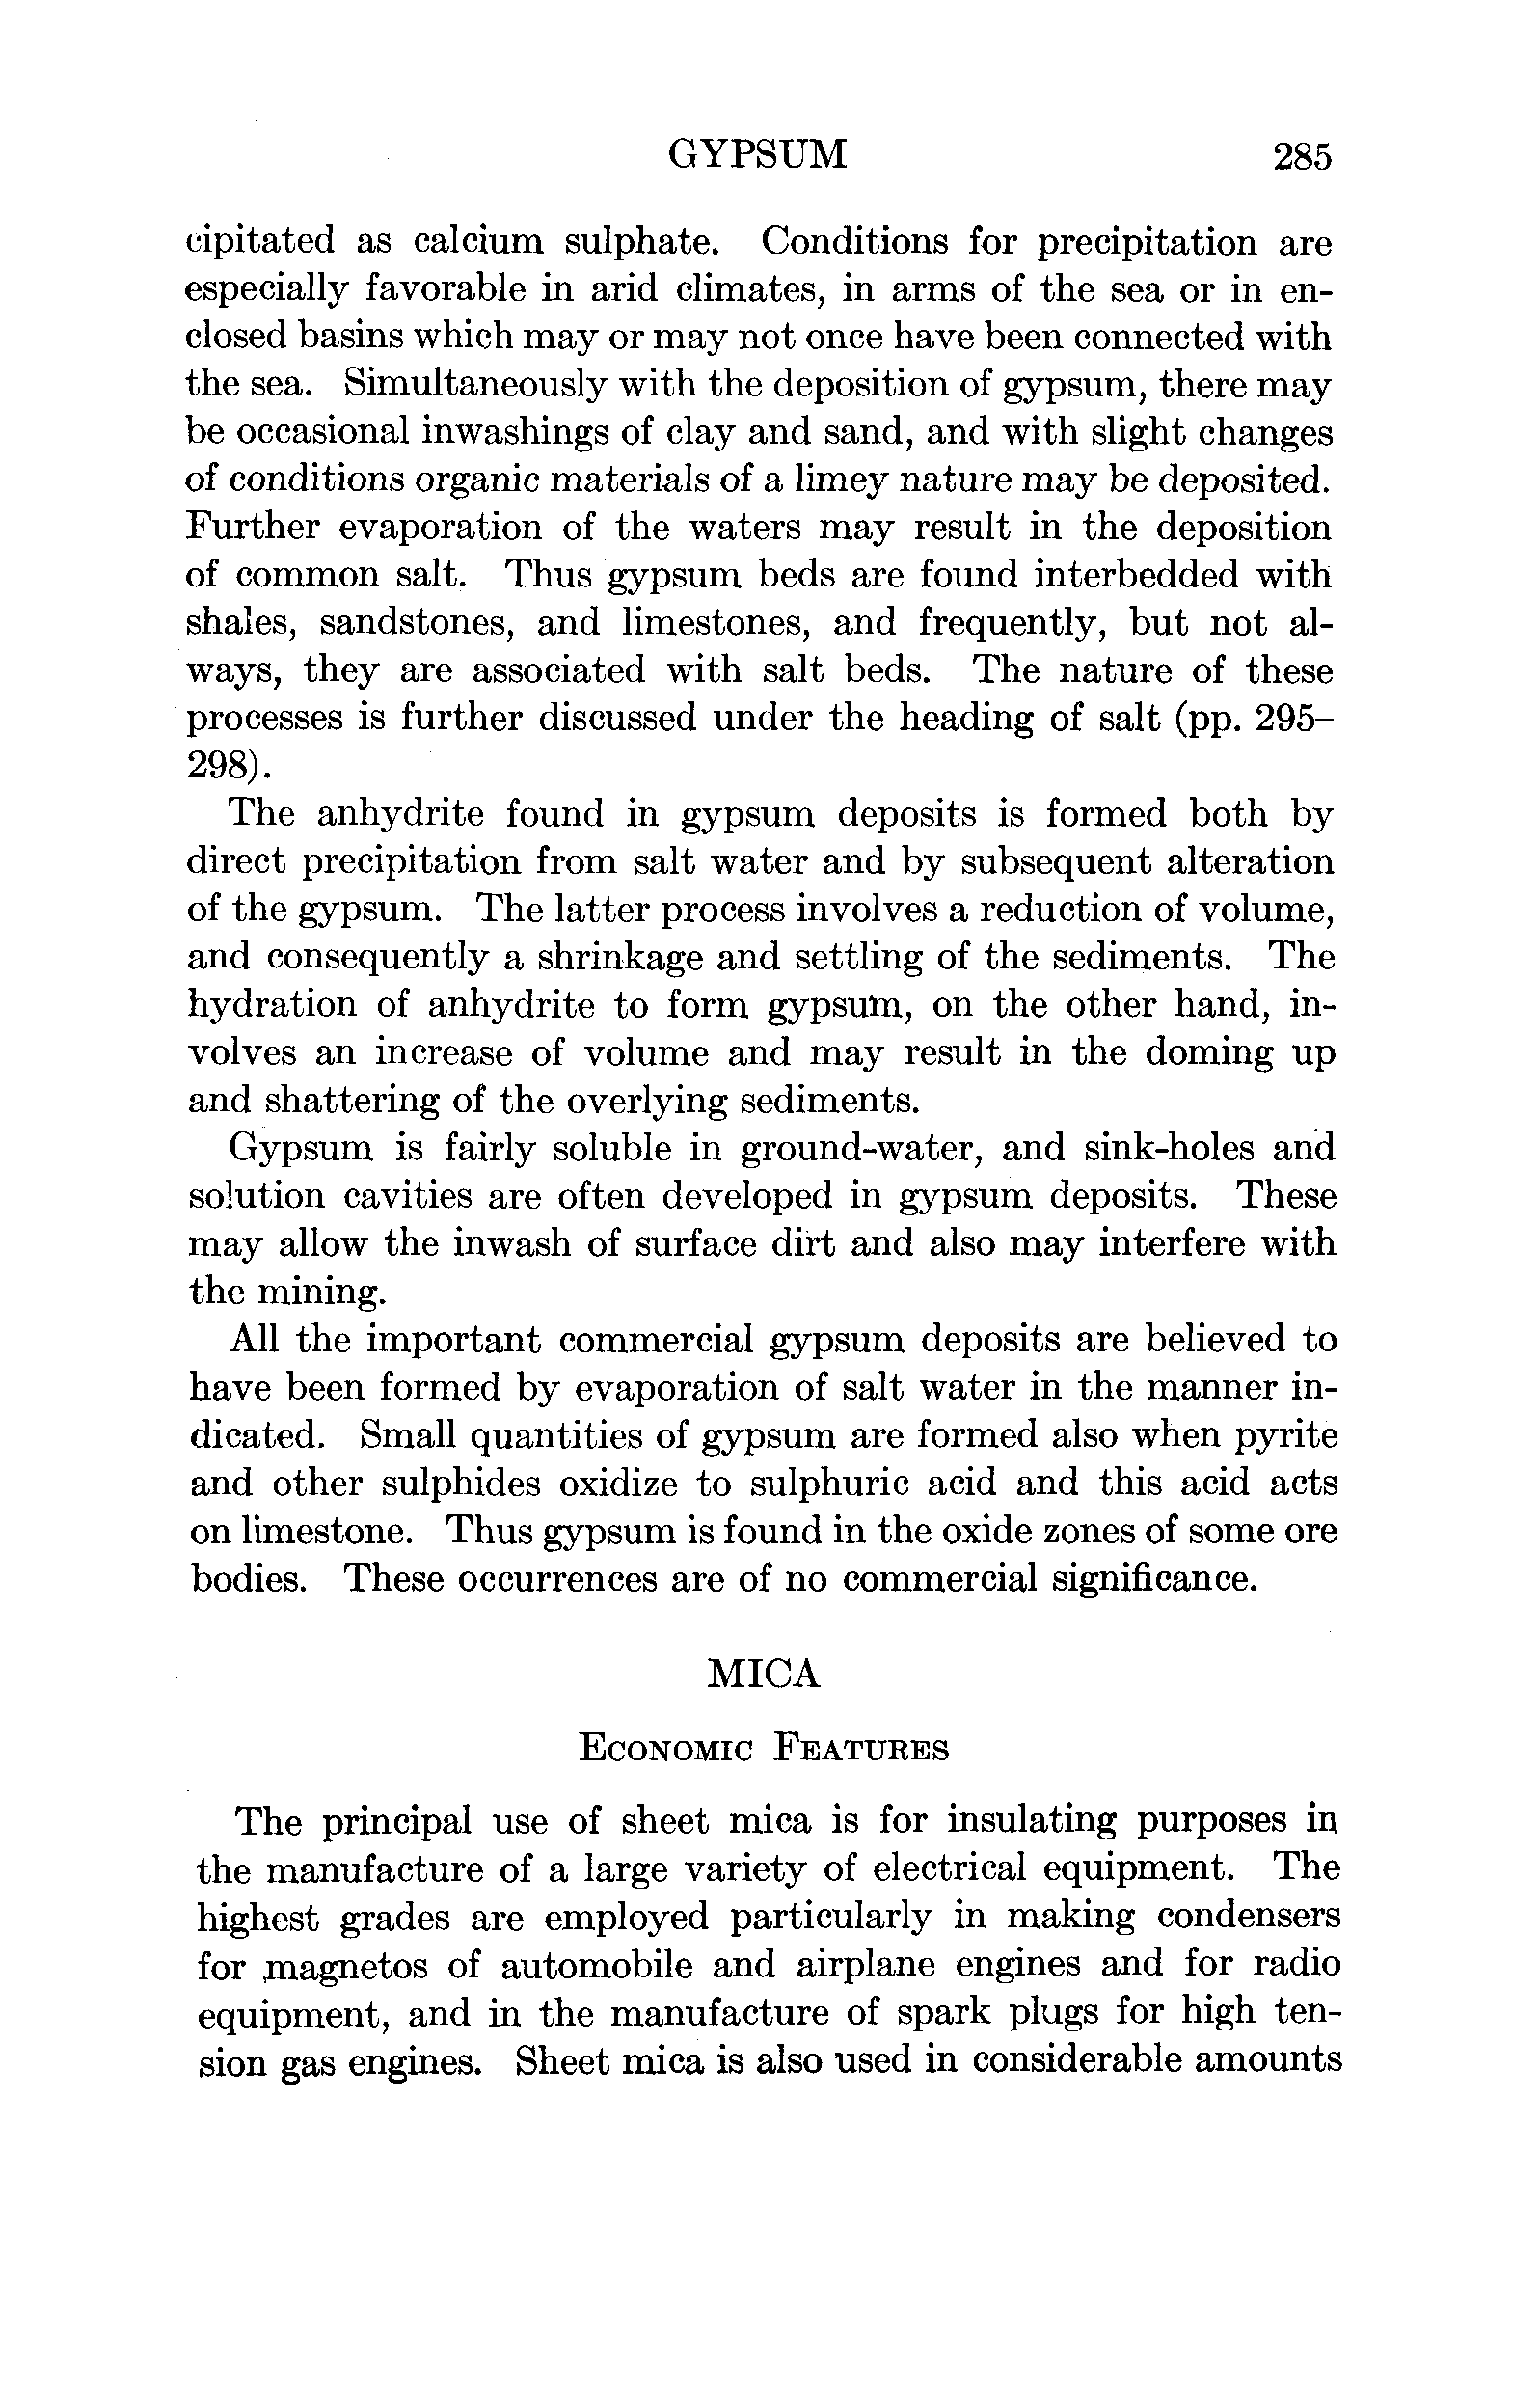 GYPSUM 285
cipitated as calcium sulphate. Conditions for precipitation are
especially favorable in arid climates, in arms of the sea or in en-
closed basins which may or may not once have been connected with
the sea. Simultaneously with the deposition of gypsum, there may
be occasional inwashings of clay and sand, and with slight changes
of conditions organic materials of a limey nature may be deposited.
Further evaporation of the waters may result in the deposition
of common salt. Thus gypsum beds are found interbedded with
shales, sandstones, and limestones, and frequently, but not al-
ways, they are associated with salt beds. The nature of these
processes is further discussed under the heading of salt (pp. 295–
298).
The anhydrite found in gypsum deposits is formed both by
direct precipitation from salt water and by subsequent alteration
of the gypsum. The latter process involves a reduction of volume,
and consequently a shrinkage and settling of the sediments. The
hydration of anhydrite to form gypsum, on the other hand, in-
volves an increase of volume and may result in the doming up
and shattering of the overlying sediments.
Gypsum is fairly soluble in ground-water, and sink-holes and
solution cavities are often developed in gypsum deposits. These
may allow the inwash of surface dirt and also may interfere with
the mining.
All the important commercial gypsum deposits are believed to
have been formed by evaporation of salt water in the manner in-
dicated. Small quantities of gypsum are formed also when pyrite
and other sulphides oxidize to sulphuric acid and this acid acts
on limestone. Thus gypsum is found in the oxide zones of some ore
bodies. These occurrences are of no commercial significance.
MICA
ECONOMIC FEATURES
The principal use of sheet mica is for insulating purposes in
the manufacture of a large variety of electrical equipment. The
highest grades are employed particularly in making condensers
for magnetos of automobile and airplane engines and for radio
equipment, and in the manufacture of spark plugs for high ten-
sion gas engines. Sheet mica is also used in considerable amounts